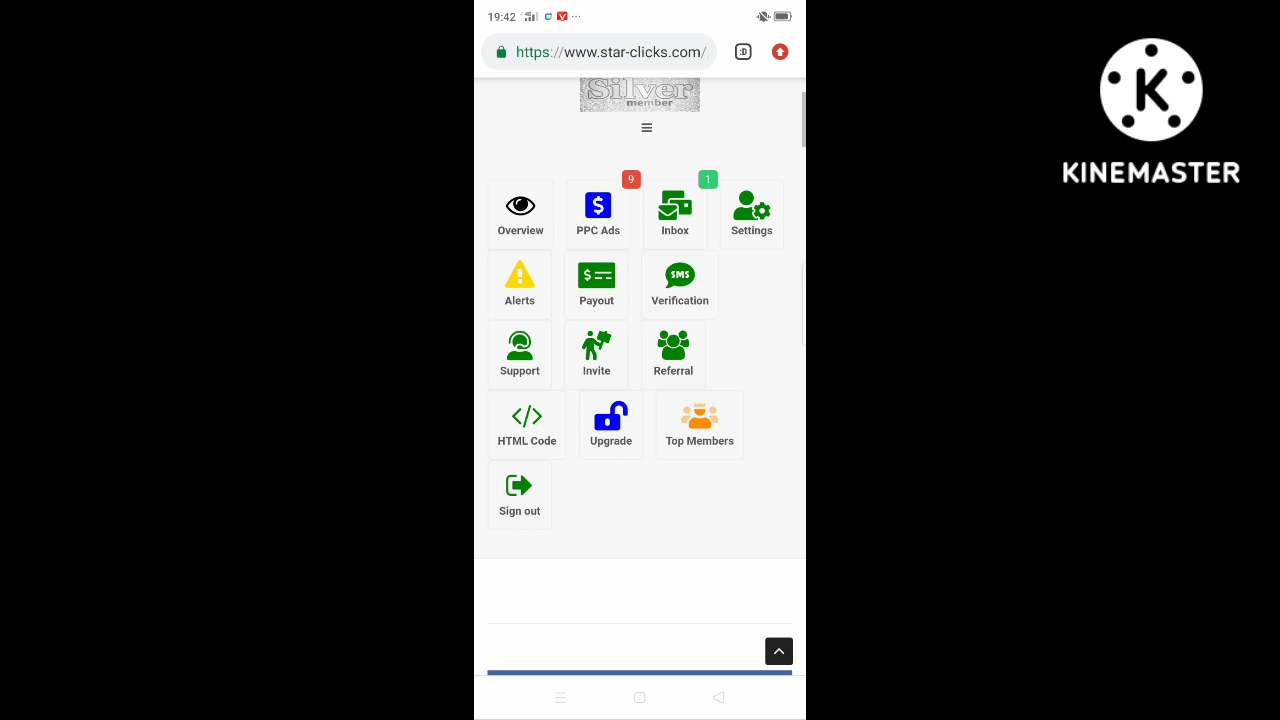 19:42
https://www.star-clicks.com/
:D
Silver
member
9
1
Overview
PPC Ads
Inbox
Settings
Alerts
Payout
SMS
Verification
Support
Invite
Referral
HTML Code
Upgrade
Top Members
Sign out
K
KINEMASTER